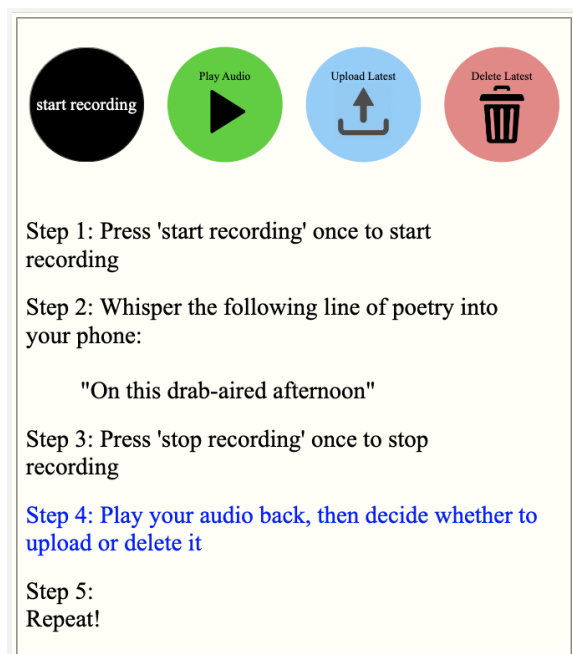 start recording
Play Audio
Upload Latest
Delete Latest
Step 1: Press 'start recording' once to start
recording
Step 2: Whisper the following line of poetry into
your phone:
"On this drab-aired afternoon"
Step 3: Press 'stop recording' once to stop
recording
Step 4: Play your audio back, then decide whether to
upload or delete it
Step 5:
Repeat!